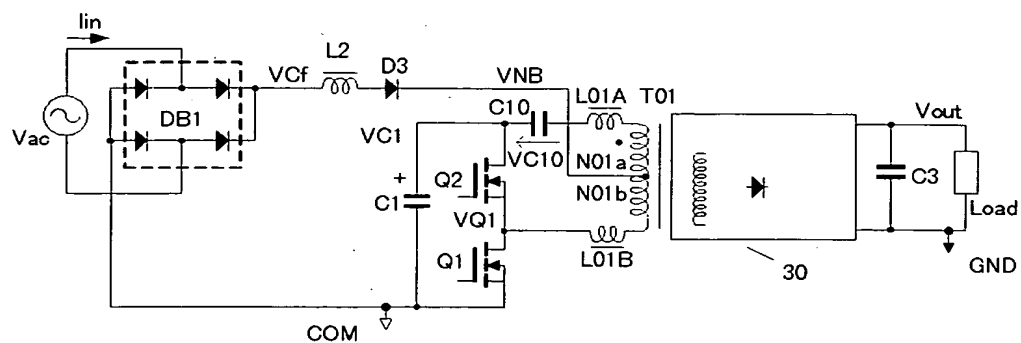 Iin
L2
D3
VCf
VNB
L01A T01
C10
Vout
DB1
Vac
VC1
VC10
N01a
C3
Q2
+
C1
N01b
Load
VQ1
Q1
L01B
30
GND
COM